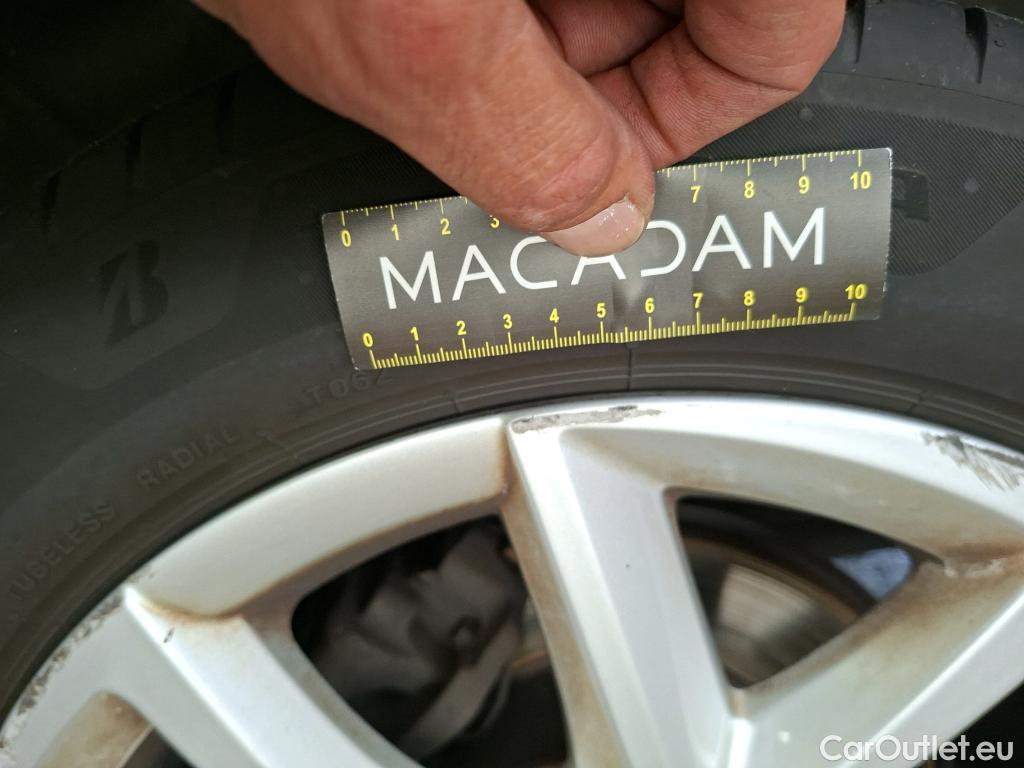 0 1 2 3 7 8 9 10
MACADAM
0 1 2 3 4 5 6 7 8 9 10
B
TUBELESS RADIAL T062
CarOutlet.eu